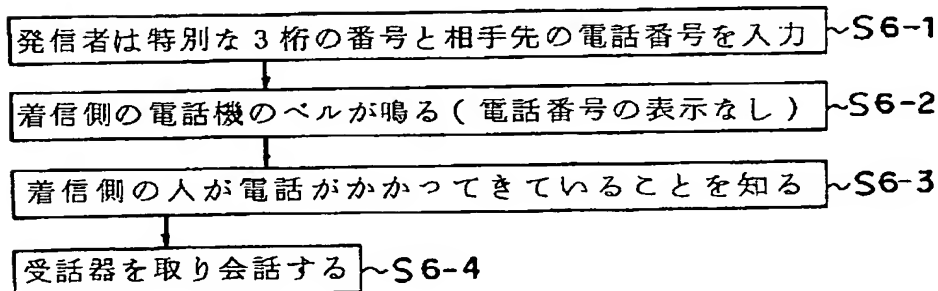 発信者は特別な3桁の番号と相手先の電話番号を入力 ~S6-1
着信側の電話機のベルが鳴る(電話番号の表示なし) ~S6-2
着信側の人が電話がかかってきていることを知る ~S6-3
受話器を取り会話する ~S6-4